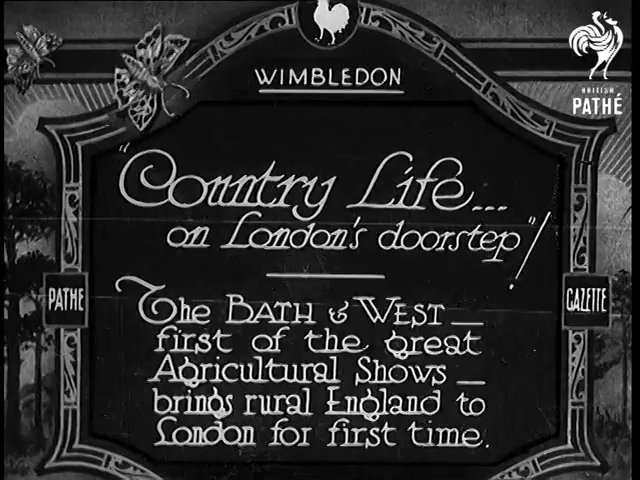 BRITISH
PATHÉ
WIMBLEDON
"Country Life...
on London's doorstep"!
PATHE
GAZETTE
The BATH & WEST —
first of the great
Agricultural Shows —
brings rural England to
London for first time.